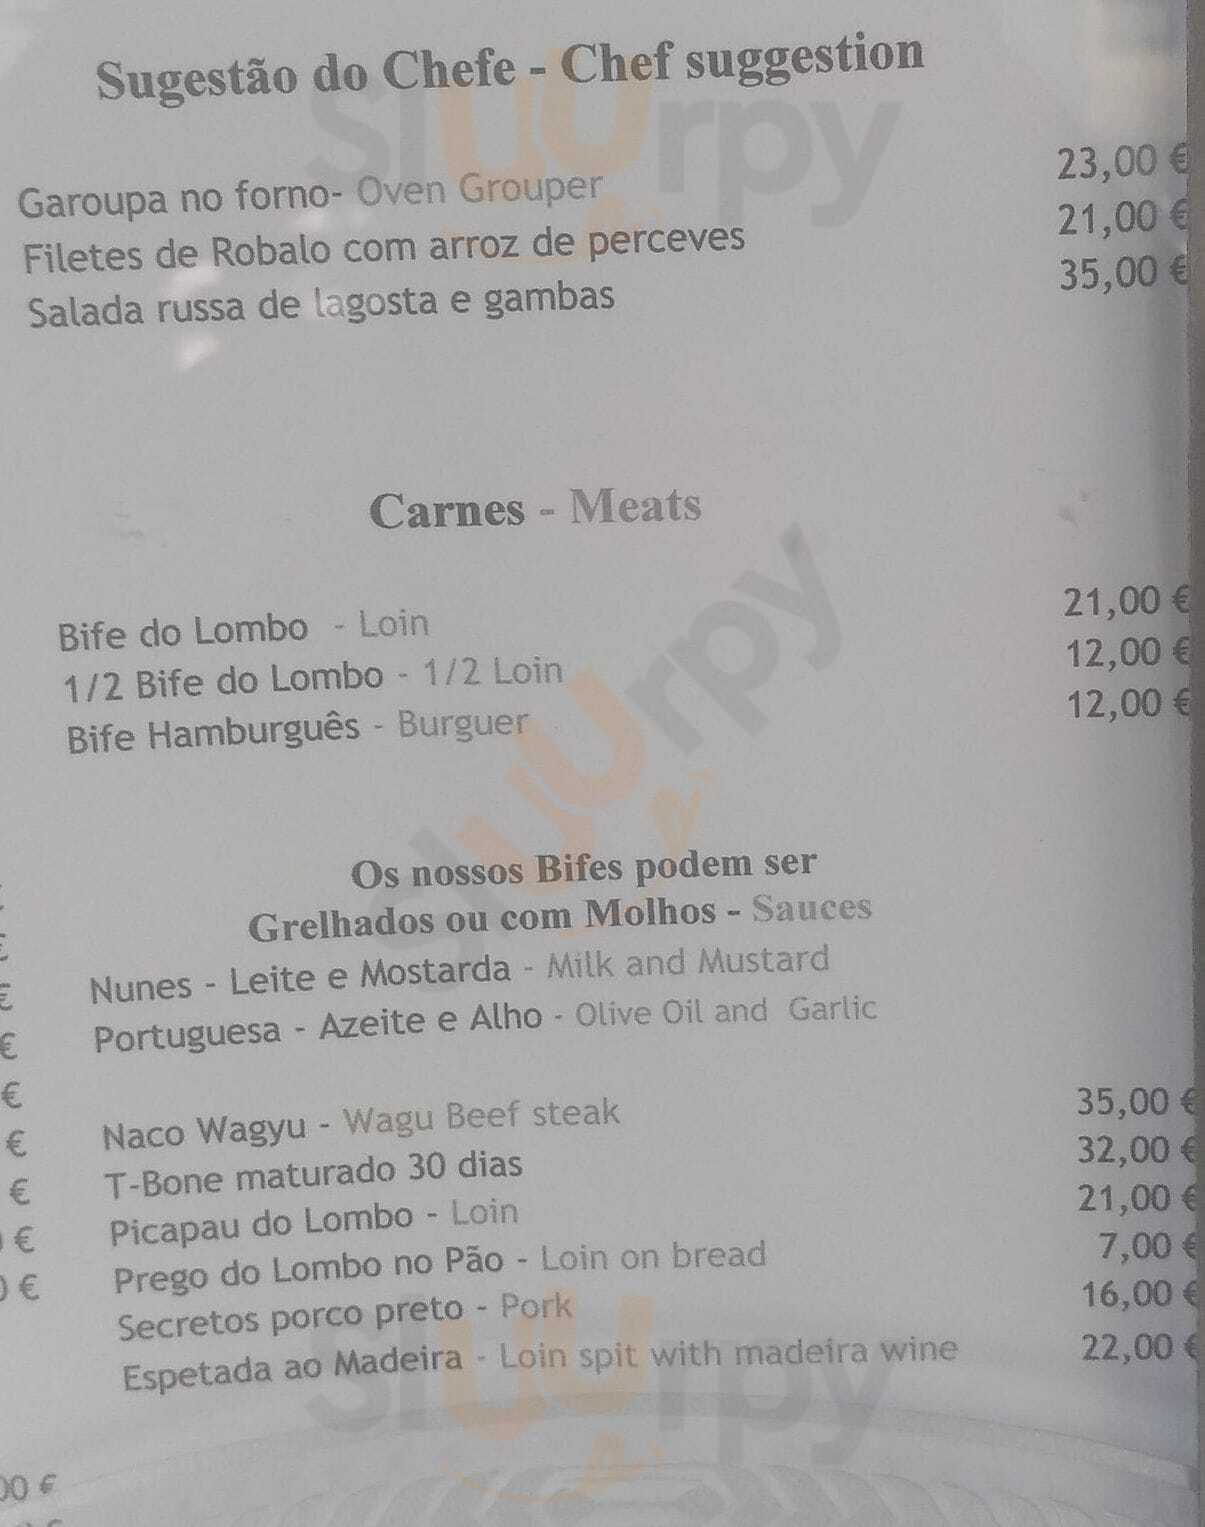 Sugestão do Chefe - Chef suggestion
Garoupa no forno- Oven Grouper 23,00 €
Filetes de Robalo com arroz de perceves 21,00 €
Salada russa de lagosta e gambas 35,00 €
Carnes - Meats
Bife do Lombo - Loin 21,00 €
1/2 Bife do Lombo - 1/2 Loin 12,00 €
Bife Hamburguês - Burguer 12,00 €
Os nossos Bifes podem ser
Grelhados ou com Molhos - Sauces
Nunes - Leite e Mostarda - Milk and Mustard
Portuguesa - Azeite e Alho - Olive Oil and Garlic
Naco Wagyu - Wagu Beef steak 35,00 €
T-Bone maturado 30 dias 32,00 €
Picapau do Lombo - Loin 21,00 €
Prego do Lombo no Pão - Loin on bread 7,00 €
Secretos porco preto - Pork 16,00 €
Espetada ao Madeira - Loin spit with madeira wine 22,00 €
sluurpy
sluurpy
sluurpy